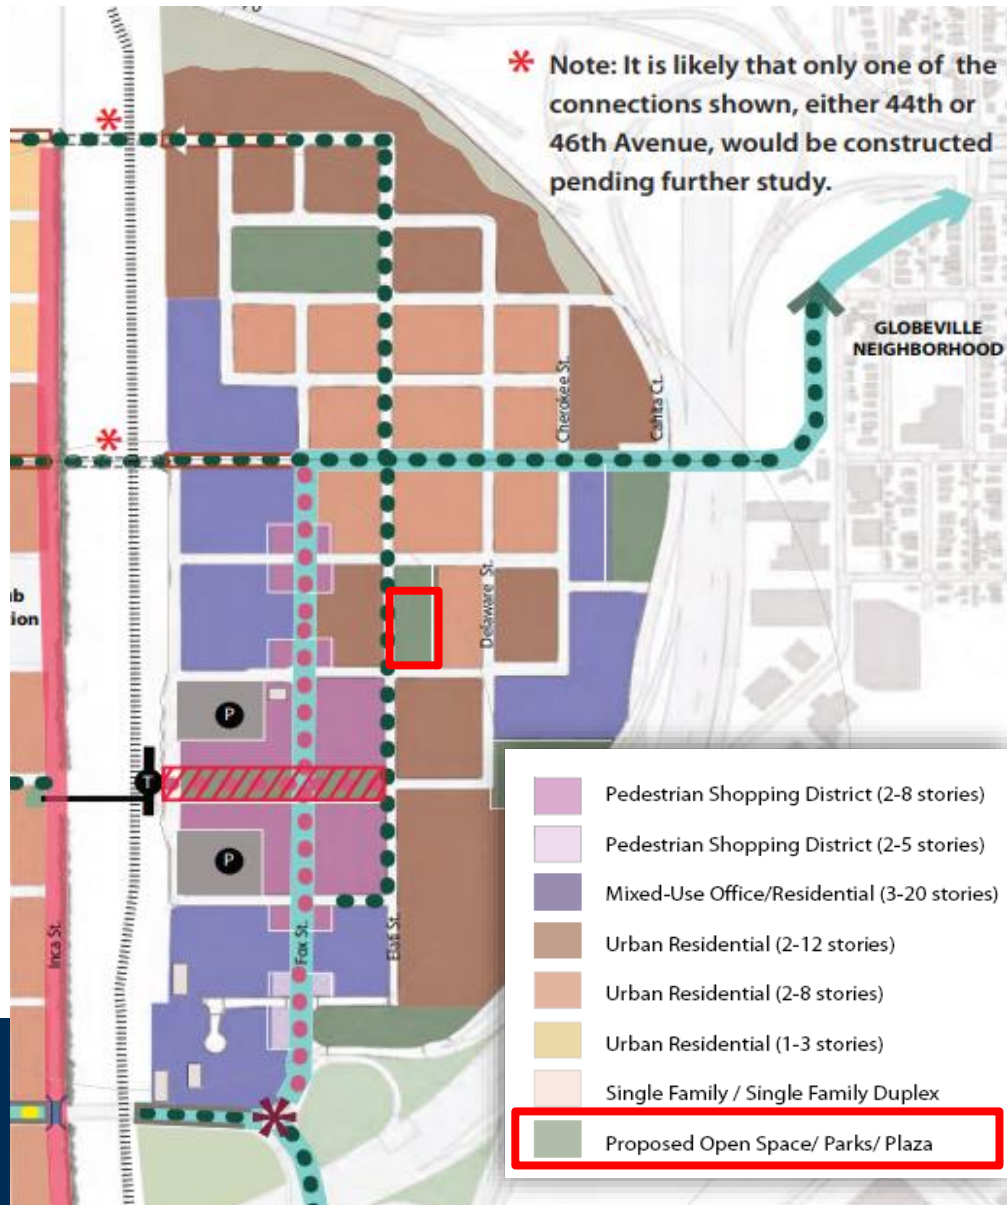 * Note: It is likely that only one of the
connections shown, either 44th or
46th Avenue, would be constructed
pending further study.
*
GLOBEVILLE
NEIGHBORHOOD
Cherokee St.
Cahita Ct.
*
Delaware St.
ion
P
T
P
Inca St.
Fox St.
Elati St.
Pedestrian Shopping District (2-8 stories)
Pedestrian Shopping District (2-5 stories)
Mixed-Use Office/Residential (3-20 stories)
Urban Residential (2-12 stories)
Urban Residential (2-8 stories)
Urban Residential (1-3 stories)
Single Family / Single Family Duplex
Proposed Open Space/ Parks/ Plaza